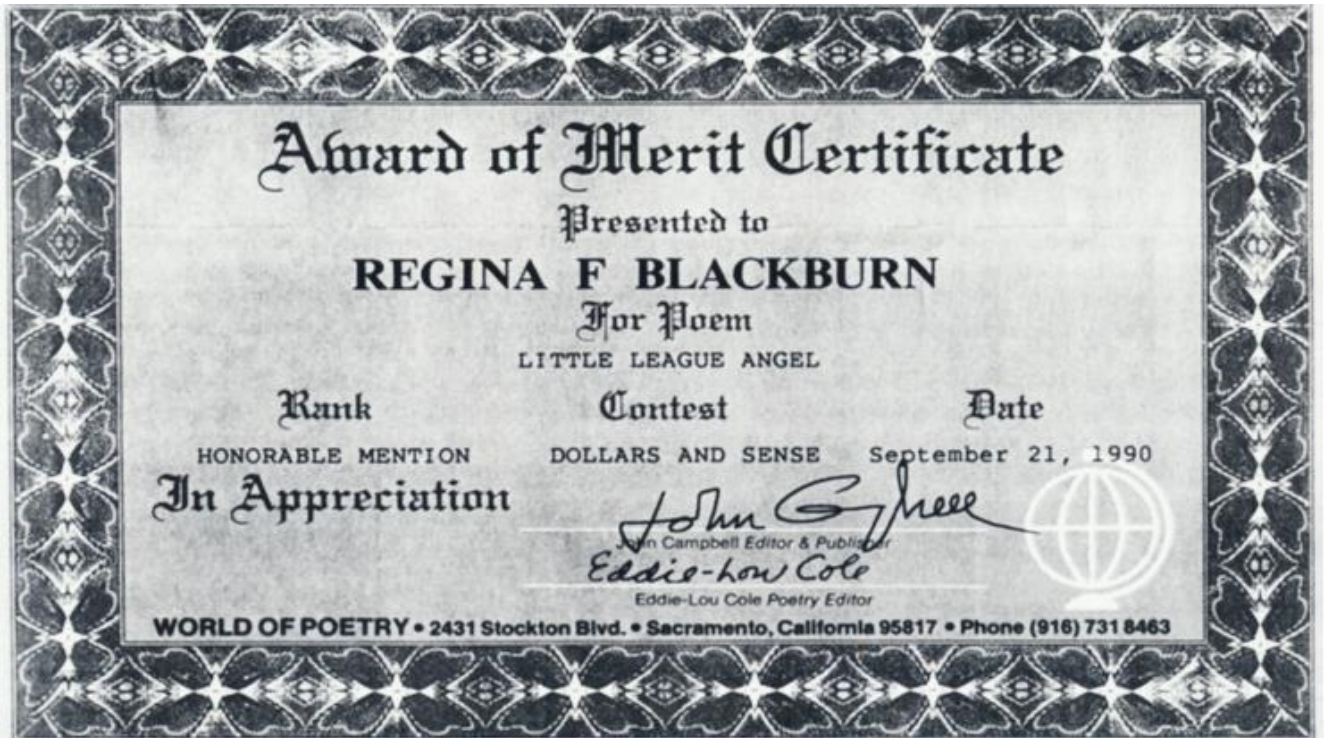 Award of Merit Certificate
Presented to
REGINA F BLACKBURN
For Poem
LITTLE LEAGUE ANGEL
Rank Contest Date
HONORABLE MENTION DOLLARS AND SENSE September 21, 1990
In Appreciation
John Campbell
John Campbell Editor & Publisher
Eddie-Lou Cole
Eddie-Lou Cole Poetry Editor
WORLD OF POETRY • 2431 Stockton Blvd. • Sacramento, California 95817 • Phone (916) 731 8463